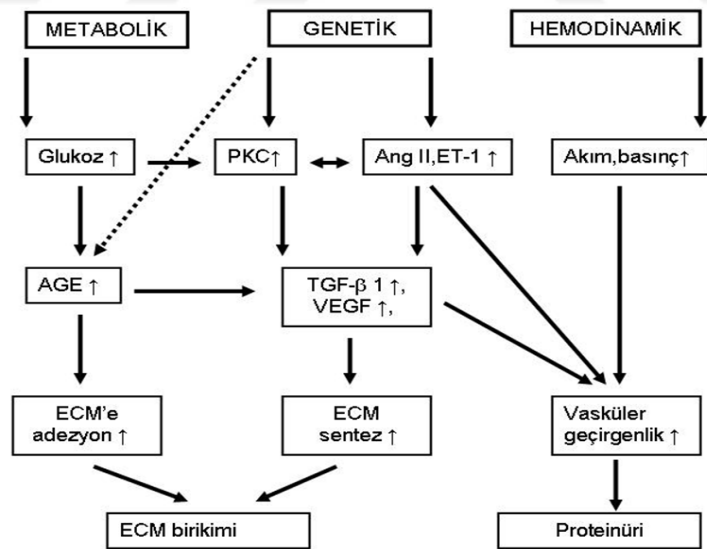 METABOLİK
GENETİK
HEMODİNAMİK
Glukoz ↑
PKC↑
Ang II,ET-1 ↑
Akım,basınç↑
AGE ↑
TGF-β 1 ↑,
VEGF ↑,
ECM'e
adezyon ↑
ECM
sentez ↑
Vasküler
geçirgenlik ↑
ECM birikimi
Proteinüri